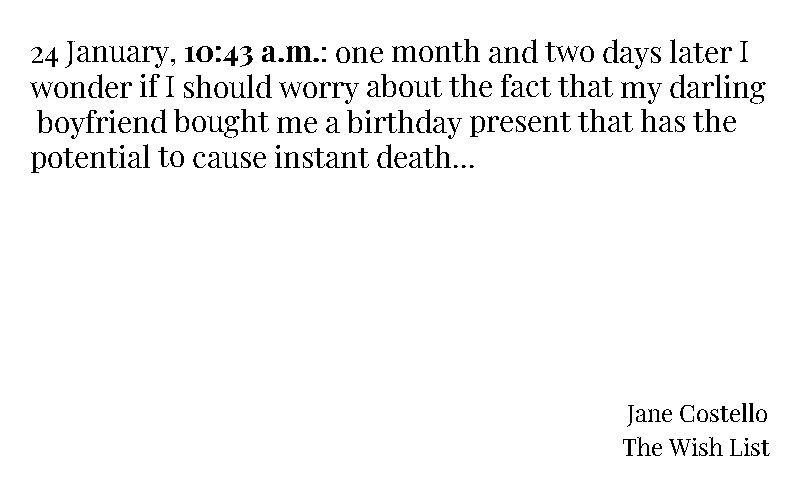 24 January, 10:43 a.m.: one month and two days later I
wonder if I should worry about the fact that my darling
boyfriend bought me a birthday present that has the
potential to cause instant death...
Jane Costello
The Wish List